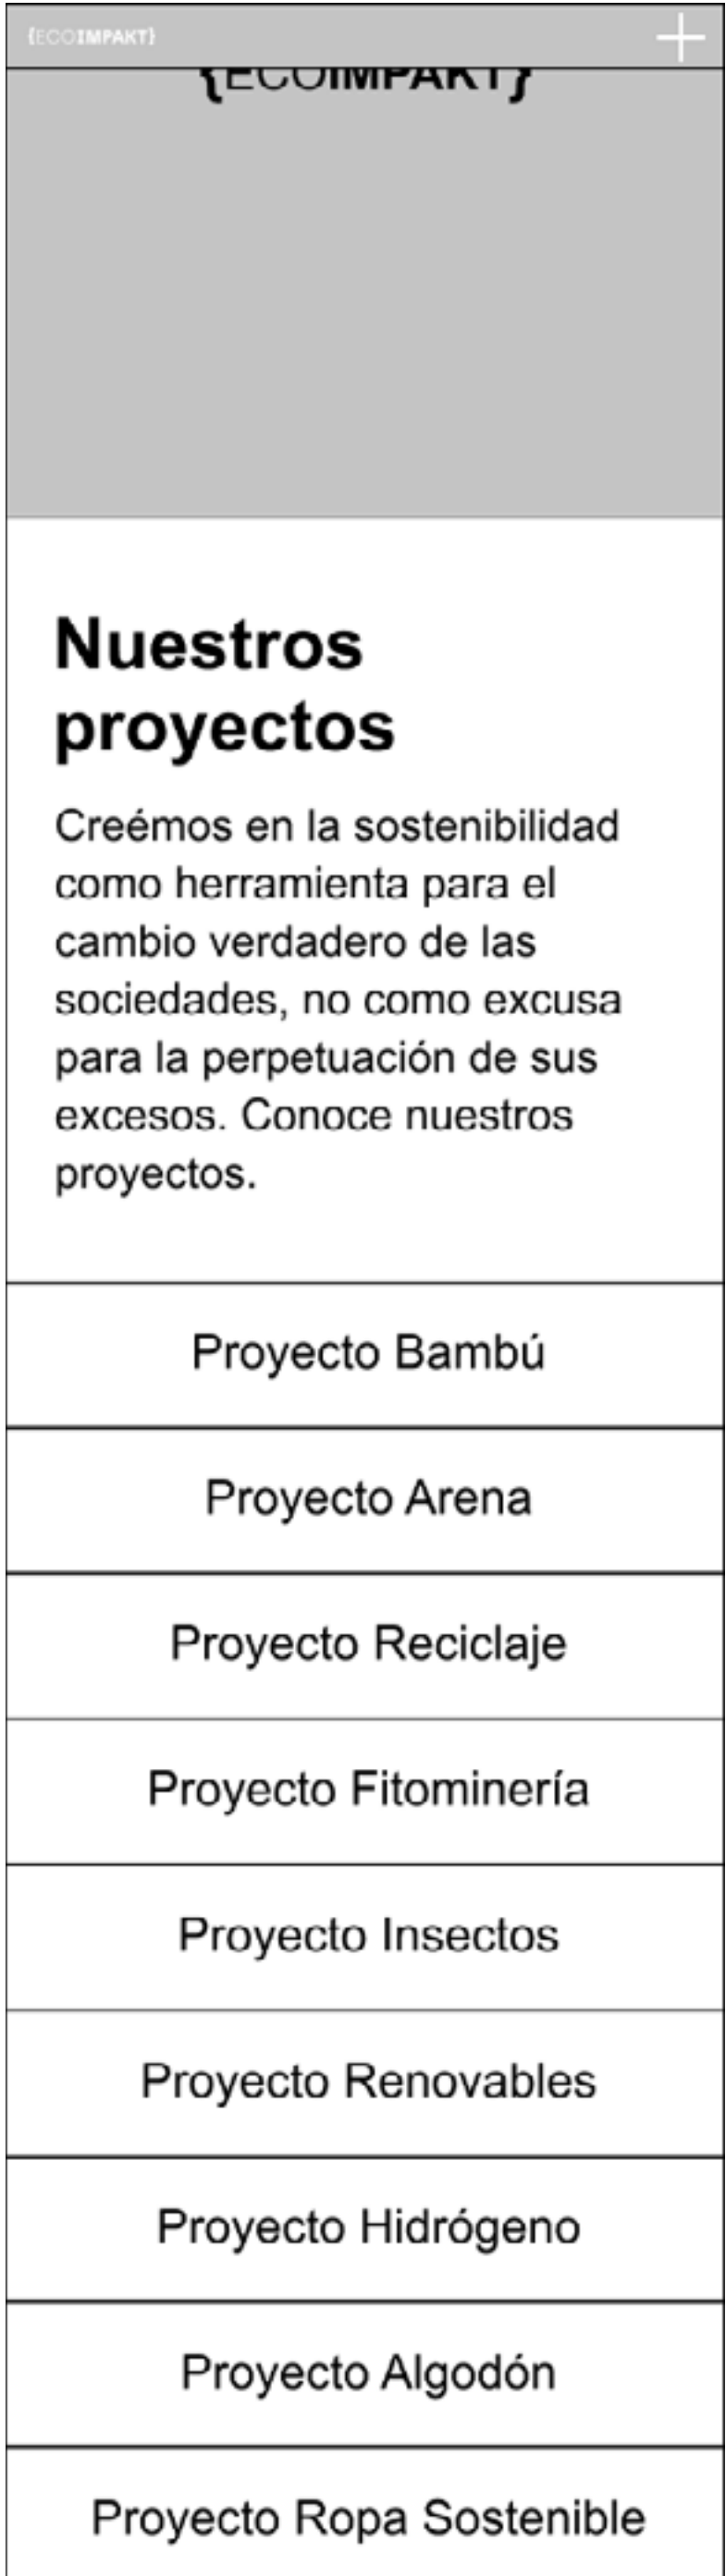 {ECOIMPAKT}
{ECOIMPAKT}
Nuestros
proyectos
Creémos en la sostenibilidad
como herramienta para el
cambio verdadero de las
sociedades, no como excusa
para la perpetuación de sus
excesos. Conoce nuestros
proyectos.
Proyecto Bambú
Proyecto Arena
Proyecto Reciclaje
Proyecto Fitominería
Proyecto Insectos
Proyecto Renovables
Proyecto Hidrógeno
Proyecto Algodón
Proyecto Ropa Sostenible